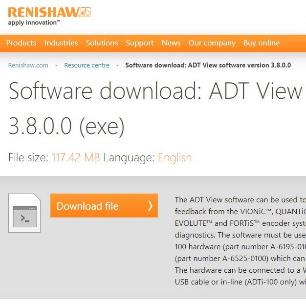 RENISHAW
apply innovation™
Products Industries Solutions Support News Our company Buy online
Renishaw.com - Resource centre - Software download: ADT View software version 3.8.0.0
Software download: ADT View
3.8.0.0 (exe)
File size: 117.42 MB Language: English
Download file
The ADT View software can be used to
feedback from the VIONiC™, QUANTiC
EVOLUTE™ and FORTiS™ encoder syst
diagnostics. The software must be use
100 hardware (part number A-6195-01
(part number A-6525-0100) which can
The hardware can be connected to a W
USB cable or in-line (ADTi-100 only) wi